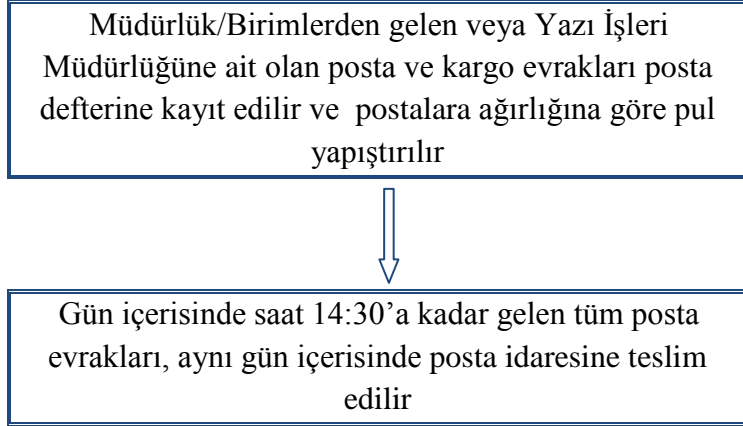 Müdürlük/Birimlerden gelen veya Yazı İşleri
Müdürlüğüne ait olan posta ve kargo evrakları posta
defterine kayıt edilir ve  postalara ağırlığına göre pul
yapıştırılır
Gün içerisinde saat 14:30’a kadar gelen tüm posta
evrakları, aynı gün içerisinde posta idaresine teslim
edilir